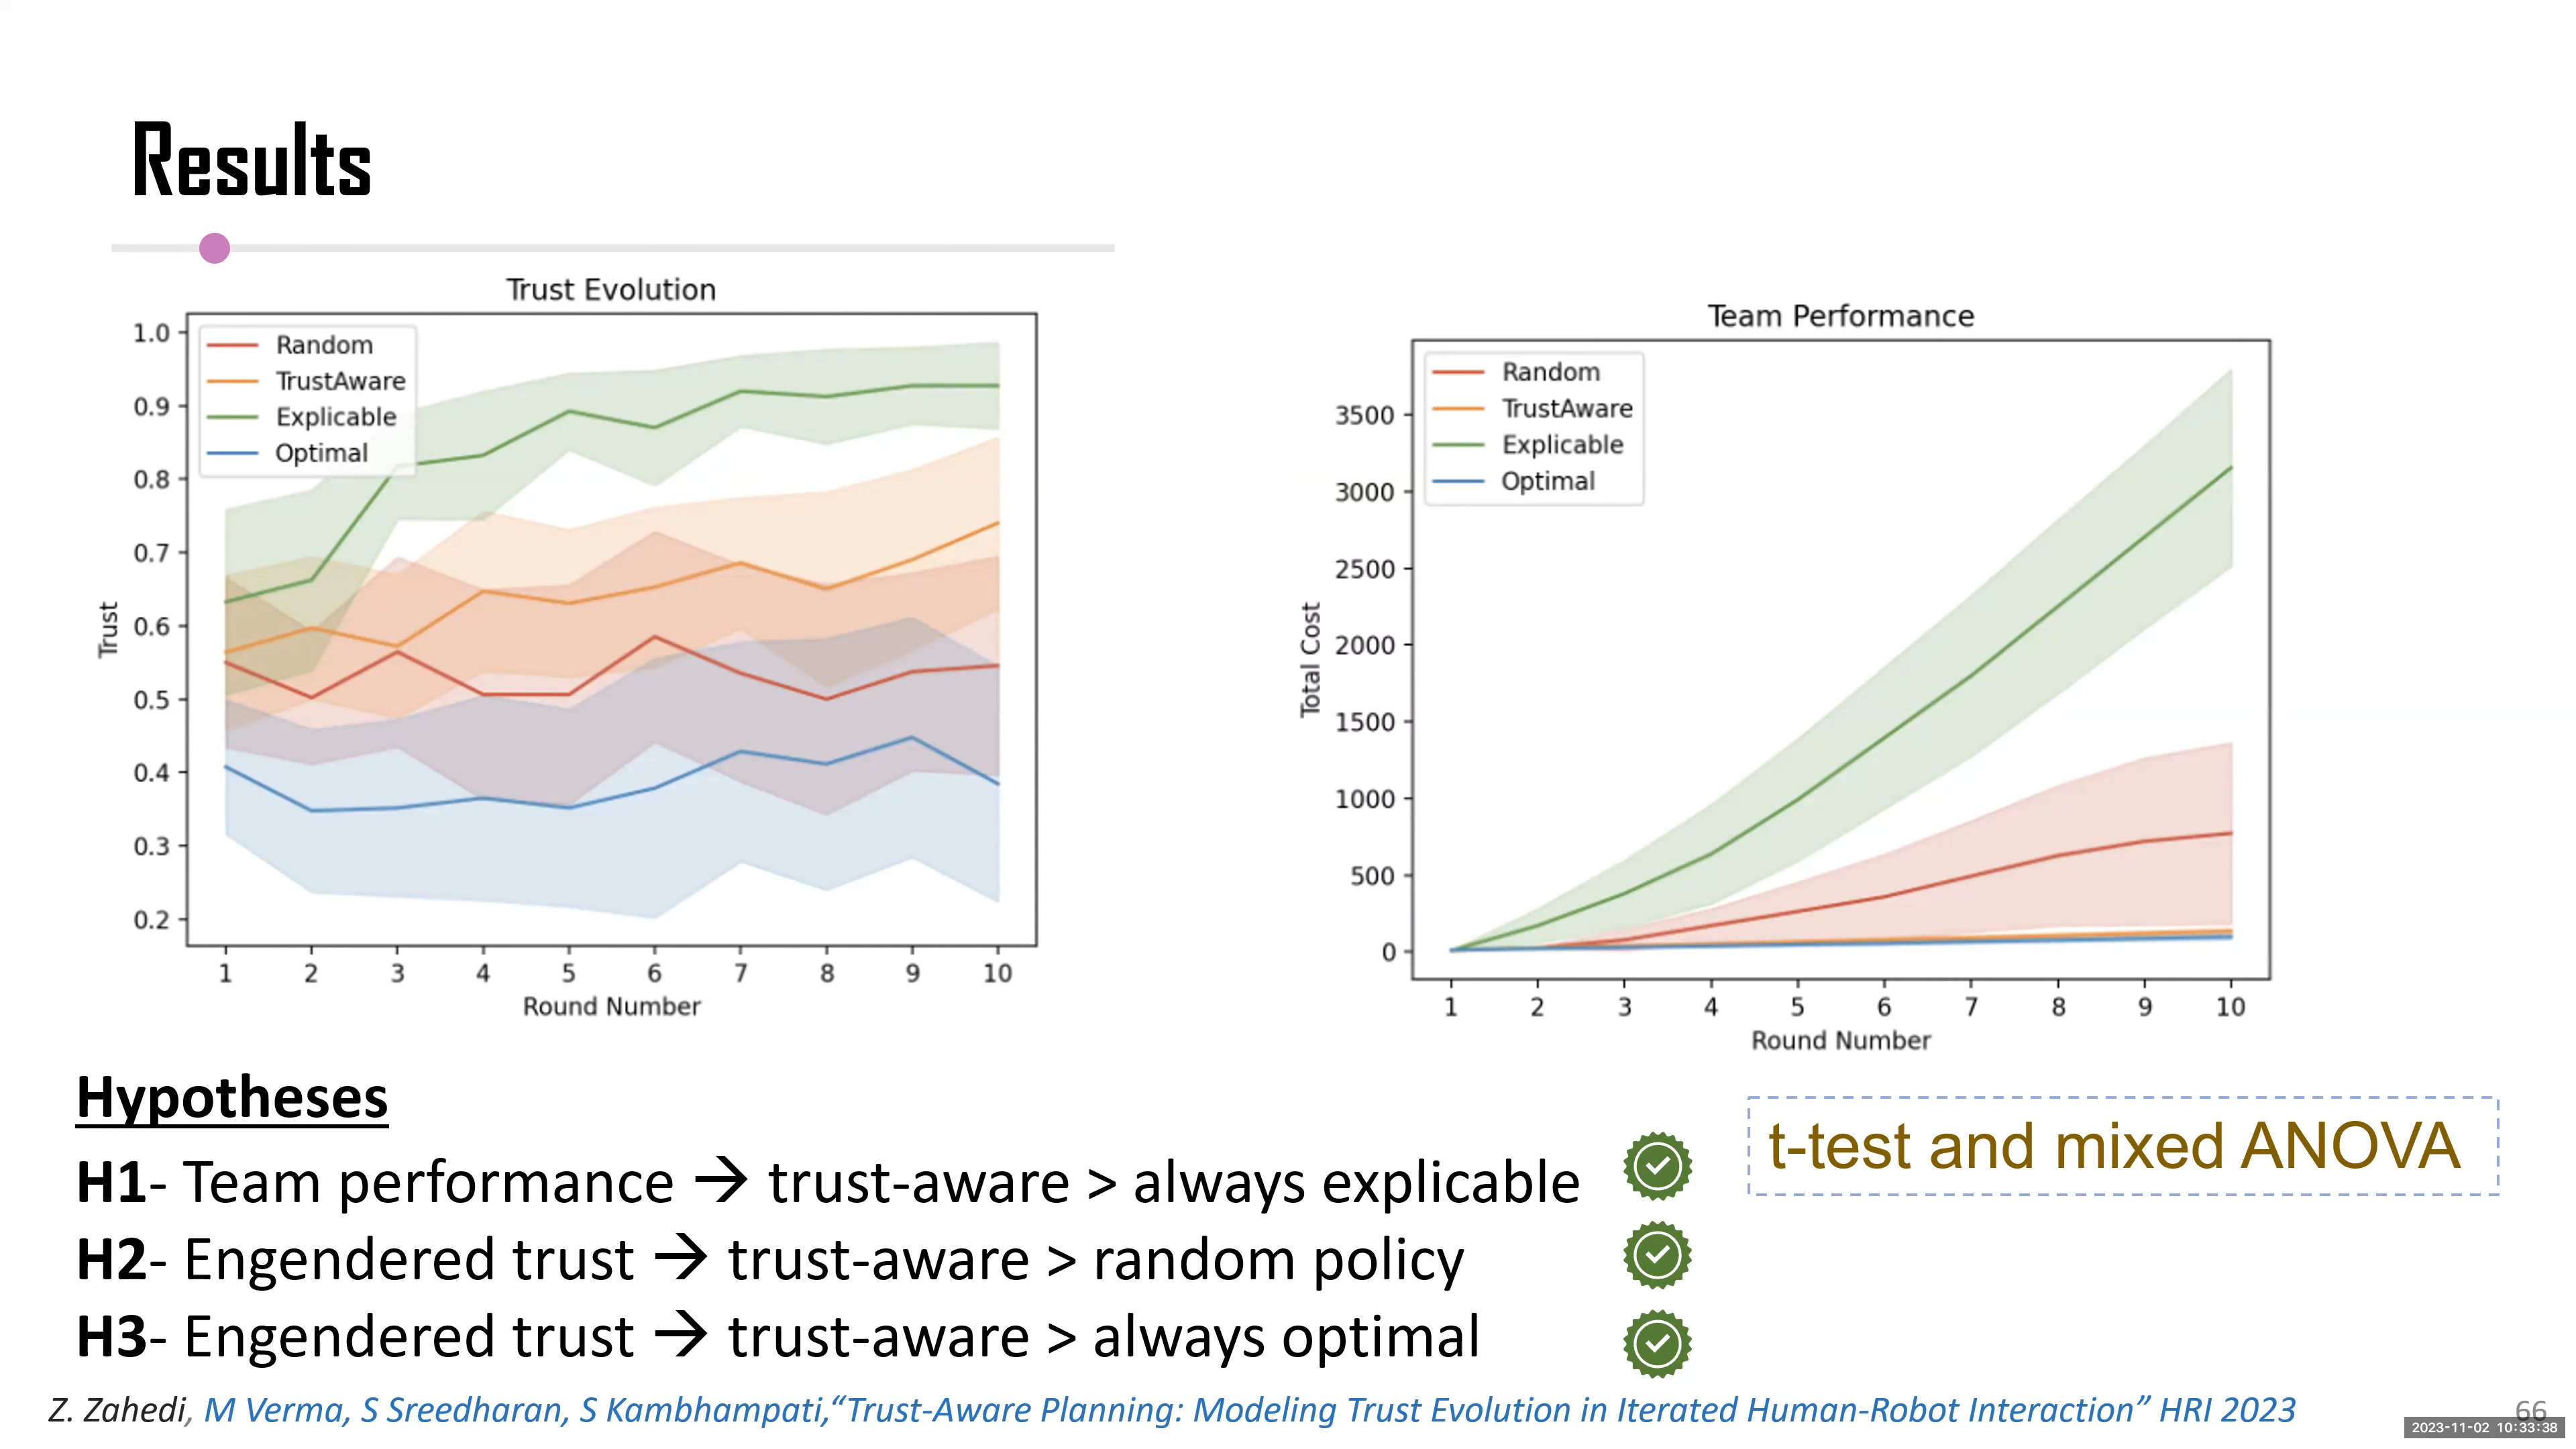 Results
Trust Evolution
Random
TrustAware
Explicable
Optimal
1.0
0.9
0.8
0.7
0.6
0.5
0.4
0.3
0.2
Trust
1 2 3 4 5 6 7 8 9 10
Round Number
Team Performance
Random
TrustAware
Explicable
Optimal
3500
3000
2500
2000
1500
1000
500
0
Total Cost
1 2 3 4 5 6 7 8 9 10
Round Number
Hypotheses
H1- Team performance → trust-aware > always explicable
H2- Engendered trust → trust-aware > random policy
H3- Engendered trust → trust-aware > always optimal
t-test and mixed ANOVA
Z. Zahedi, M Verma, S Sreedharan, S Kambhampati,“Trust-Aware Planning: Modeling Trust Evolution in Iterated Human-Robot Interaction” HRI 2023
66
2023-11-02 10:33:38